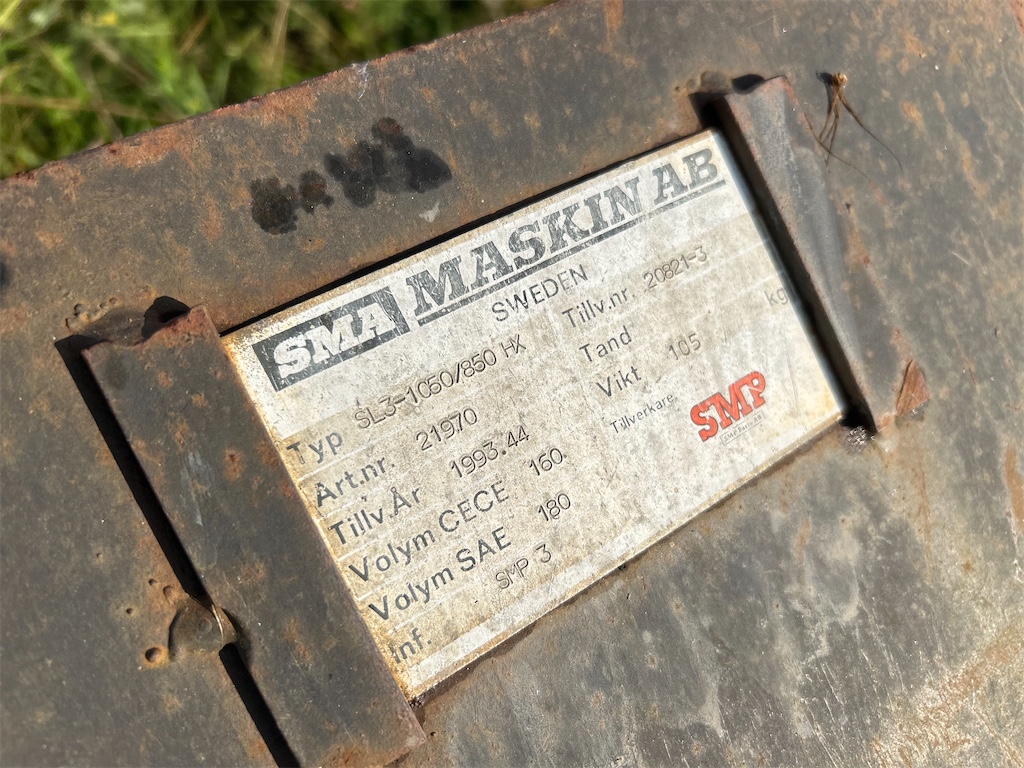 SMA MASKIN AB
SWEDEN
Typ SL3-1050/850 HX Tillv.nr. 20821-3
Art.nr. 21970 Tand
Tillv.År 1993.44 Vikt 105 kg
Volym CECE 160 Tillverkare
Volym SAE 180 SMP
Inf. SMP 3